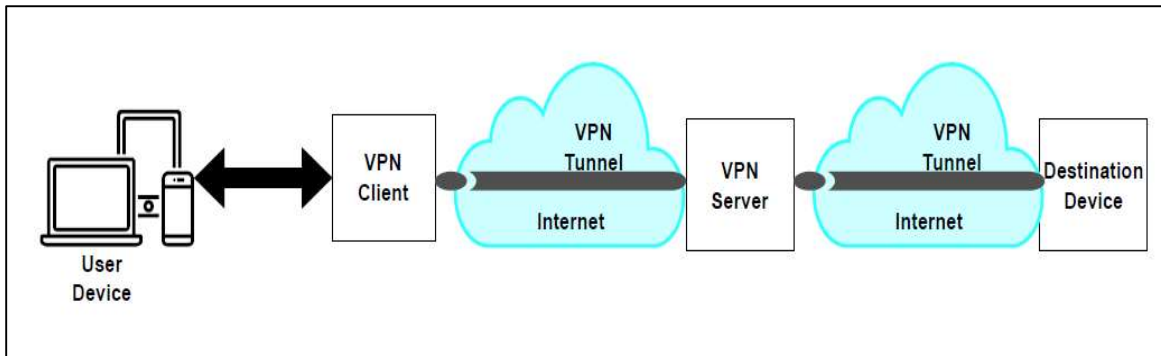 User
Device
VPN
Client
VPN
Tunnel
Internet
VPN
Server
VPN
Tunnel
Internet
Destination
Device